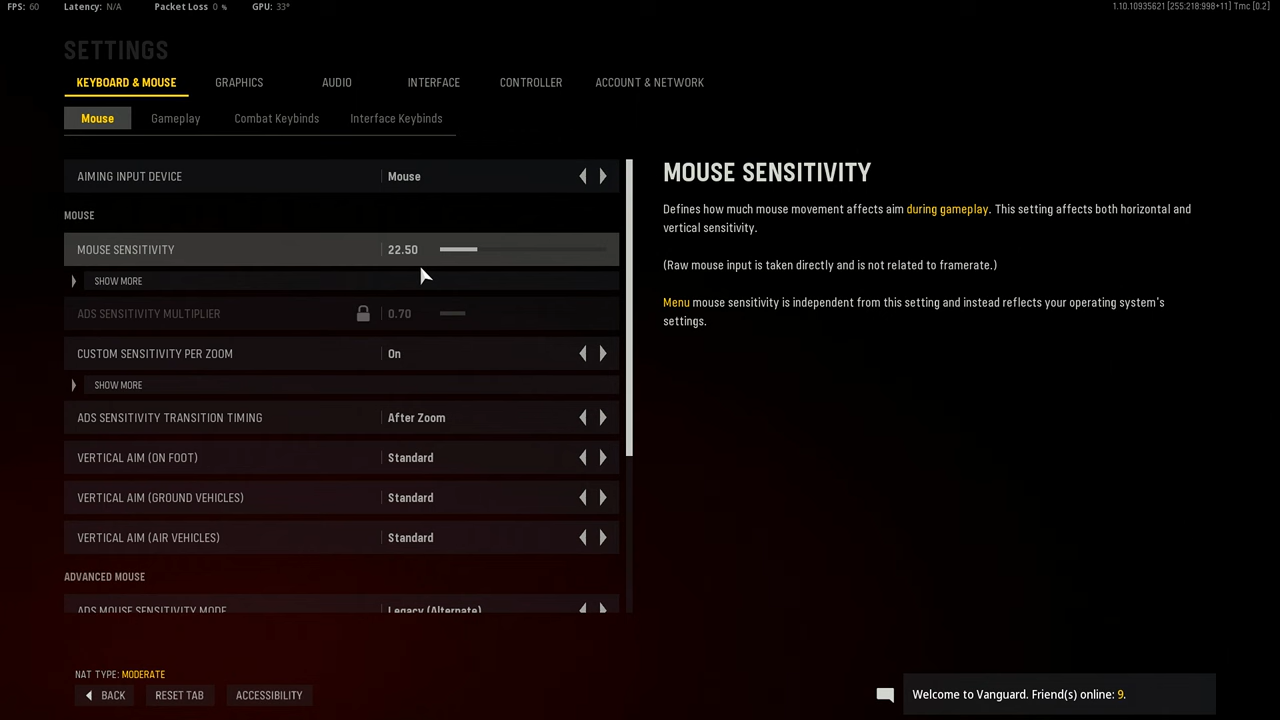 FPS: 60 Latency: N/A Packet Loss 0 % GPU: 33° 1.10.10935621 [255:218:998+11] Tmc [0.2]
SETTINGS
KEYBOARD & MOUSE GRAPHICS AUDIO INTERFACE CONTROLLER ACCOUNT & NETWORK
Mouse Gameplay Combat Keybinds Interface Keybinds
AIMING INPUT DEVICE Mouse
MOUSE
MOUSE SENSITIVITY 22.50
SHOW MORE
ADS SENSITIVITY MULTIPLIER 0.70
CUSTOM SENSITIVITY PER ZOOM On
SHOW MORE
ADS SENSITIVITY TRANSITION TIMING After Zoom
VERTICAL AIM (ON FOOT) Standard
VERTICAL AIM (GROUND VEHICLES) Standard
VERTICAL AIM (AIR VEHICLES) Standard
ADVANCED MOUSE
ADS MOUSE SENSITIVITY MODE Legacy (Alternate)
MOUSE SENSITIVITY
Defines how much mouse movement affects aim during gameplay. This setting affects both horizontal and
vertical sensitivity.
(Raw mouse input is taken directly and is not related to framerate.)
Menu mouse sensitivity is independent from this setting and instead reflects your operating system's
settings.
NAT TYPE: MODERATE
BACK RESET TAB ACCESSIBILITY
Welcome to Vanguard. Friend(s) online: 9.